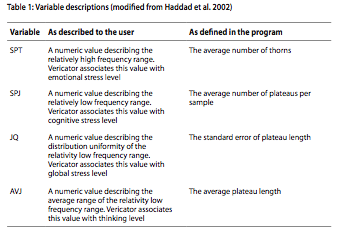 Table 1: Variable descriptions (modified from Haddad et al. 2002)
Variable As described to the user As defined in the program
SPT A numeric value describing the The average number of thorns
relatively high frequency range.
Vericator associates this value with
emotional stress level
SPJ A numeric value describing the The average number of plateaus per
relatively low frequency range. sample
Vericator associates this value with
cognitive stress level
JQ A numeric value describing the The standard error of plateau length
distribution uniformity of the
relativity low frequency range.
Vericator associates this value with
global stress level
AVJ A numeric value describing the The average plateau length
average range of the relativity low
frequency range. Vericator associates
this value with thinking level